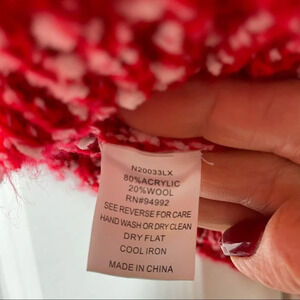 N20033LX
80%ACRYLIC
20%WOOL
RN#94992
SEE REVERSE FOR CARE
HAND WASH OR DRY CLEAN
DRY FLAT
COOL IRON
MADE IN CHINA